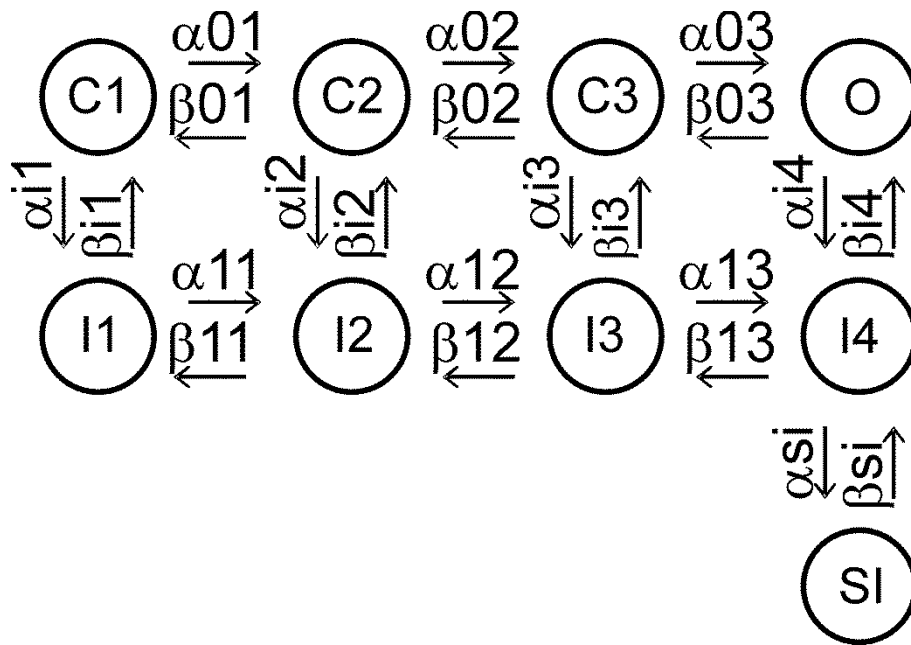 α01 α02 α03
C1 C2 C3 O
β01 β02 β03
αi1 βi1 αi2 βi2 αi3 βi3 αi4 βi4
α11 α12 α13
I1 I2 I3 I4
β11 β12 β13
αsi βsi
SI